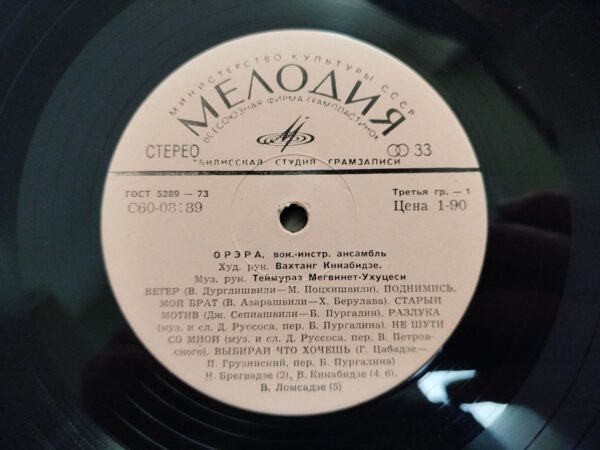 МИНИСТЕРСТВО КУЛЬТУРЫ СССР
МЕЛОДИЯ
ВСЕСОЮЗНАЯ ФИРМА ГРАМПЛАСТИНОК
СТЕРЕО 33
ТБИЛИССКАЯ СТУДИЯ ГРАМЗАПИСИ
ГОСТ 5289 — 73 Третья гр. — 1
Цена 1-90
ОРЭРА, вок.-инстр. ансамбль
Худ. рук. Вахтанг Кикабидзе.
Муз. рук. Теймураз Мегвинет-Ухуцеси
ВЕТЕР (В. Дурглишвили — М. Поцхишвили). ПОДНИМИСЬ,
МОЙ БРАТ (В. Азарашвили — Х. Берулава). СТАРЫЙ
МОТИВ (Дж. Сепиашвили — Б. Пургалин). РАЗЛУКА
(муз. и сл. Д. Руссоса, пер. Б. Пургалина). НЕ ШУТИ
СО МНОЙ (муз. и сл. Д. Руссоса, пер. В. Петров-
ского). ВЫБИРАЙ ЧТО ХОЧЕШЬ (Г. Цабадзе —
П. Грузинский, пер. Б. Пургалина)
Н. Брегвадзе (2), В. Кикабидзе (4, 6),
В. Ломсадзе (5)